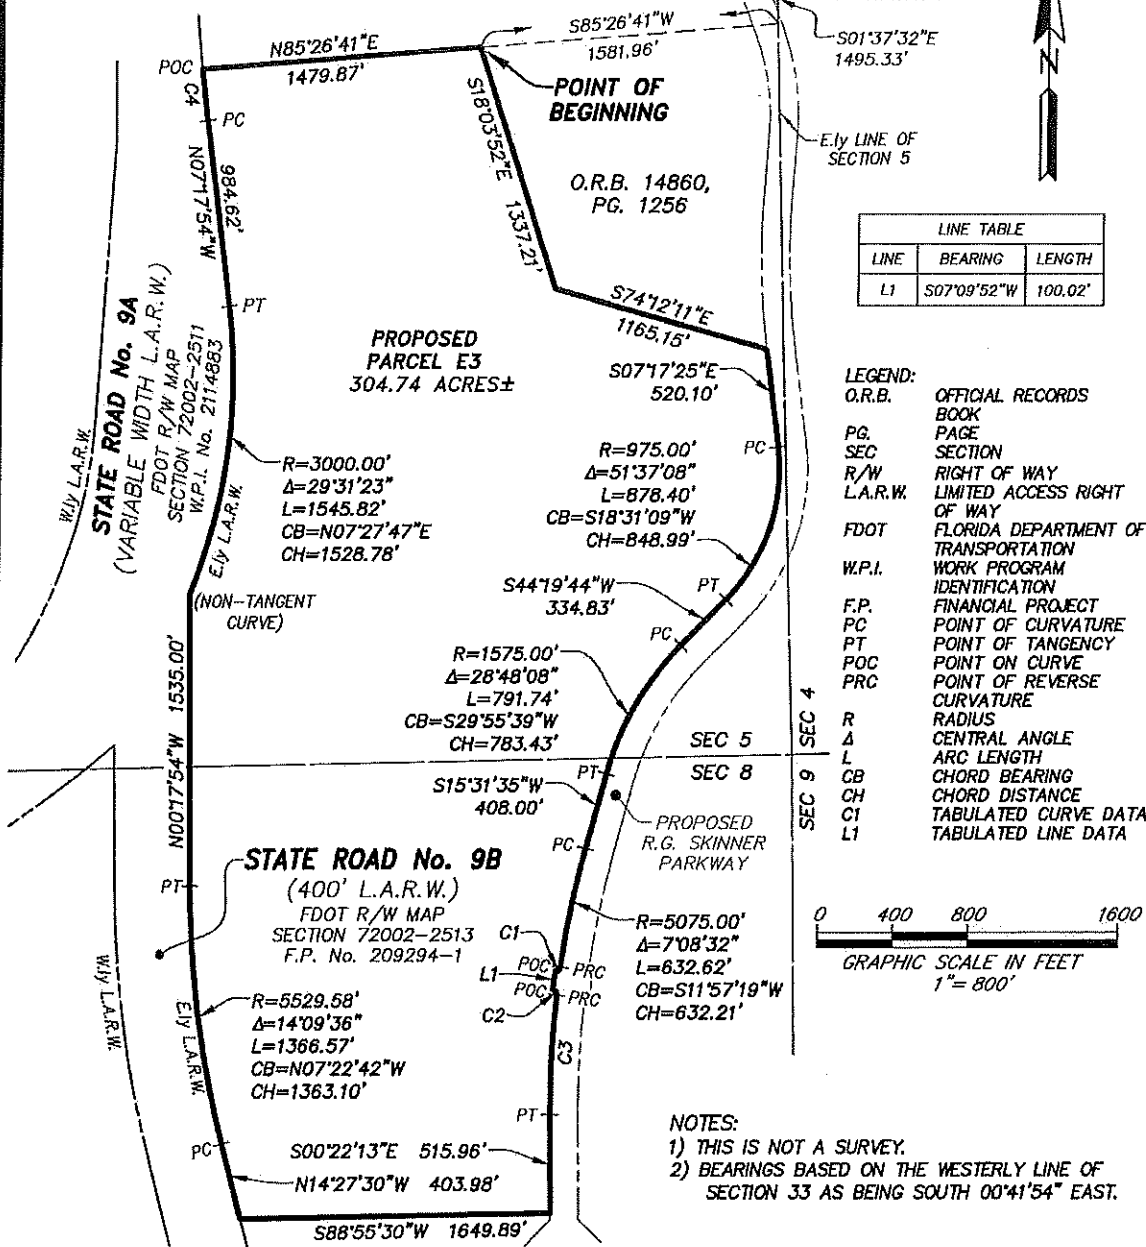 S85°26'41"W
1581.96'
S01°37'32"E
1495.33'
N85°26'41"E
1479.87'
POC
C4
PC
POINT OF
BEGINNING
N
E.ly LINE OF
SECTION 5
S18°03'52"E 1337.21'
O.R.B. 14860,
PG. 1256
984.62'
N07°17'54"W
PT
LINE TABLE
LINE BEARING LENGTH
L1 S07°09'52"W 100.02'
S74°12'11"E
1165.15'
PROPOSED
PARCEL E3
304.74 ACRES±
S07°17'25"E
520.10'
PC
W.ly L.A.R.W.
STATE ROAD No. 9A
(VARIABLE WIDTH L.A.R.W.)
FDOT R/W MAP
SECTION 72002-2511
W.P.I. No. 2114883
E.ly L.A.R.W.
R=3000.00'
Δ=29°31'23"
L=1545.82'
CB=N07°27'47"E
CH=1528.78'
R=975.00'
Δ=51°37'08"
L=878.40'
CB=S18°31'09"W
CH=848.99'
LEGEND:
O.R.B. OFFICIAL RECORDS
BOOK
PG. PAGE
SEC SECTION
R/W RIGHT OF WAY
L.A.R.W. LIMITED ACCESS RIGHT
OF WAY
FDOT FLORIDA DEPARTMENT OF
TRANSPORTATION
W.P.I. WORK PROGRAM
IDENTIFICATION
F.P. FINANCIAL PROJECT
PC POINT OF CURVATURE
PT POINT OF TANGENCY
POC POINT ON CURVE
PRC POINT OF REVERSE
CURVATURE
R RADIUS
Δ CENTRAL ANGLE
L ARC LENGTH
CB CHORD BEARING
CH CHORD DISTANCE
C1 TABULATED CURVE DATA
L1 TABULATED LINE DATA
(NON-TANGENT
CURVE)
S44°19'44"W
334.83'
PT
PC
R=1575.00'
Δ=28°48'08"
L=791.74'
CB=S29°55'39"W
CH=783.43'
N00°17'54"W 1535.00'
SEC 5
SEC 8
SEC 4
SEC 9
PT
S15°31'35"W
408.00'
PC
PROPOSED
R.G. SKINNER
PARKWAY
STATE ROAD No. 9B
(400' L.A.R.W.)
FDOT R/W MAP
SECTION 72002-2513
F.P. No. 209294-1
PT
W.ly L.A.R.W.
E.ly L.A.R.W.
C1
POC
PRC
L1
POC
PRC
C2
C3
R=5075.00'
Δ=7°08'32"
L=632.62'
CB=S11°57'19"W
CH=632.21'
0 400 800 1600
GRAPHIC SCALE IN FEET
1"= 800'
R=5529.58'
Δ=14°09'36"
L=1366.57'
CB=N07°22'42"W
CH=1363.10'
PT
PC
S00°22'13"E 515.96'
N14°27'30"W 403.98'
S88°55'30"W 1649.89'
NOTES:
1) THIS IS NOT A SURVEY.
2) BEARINGS BASED ON THE WESTERLY LINE OF
SECTION 33 AS BEING SOUTH 00°41'54" EAST.